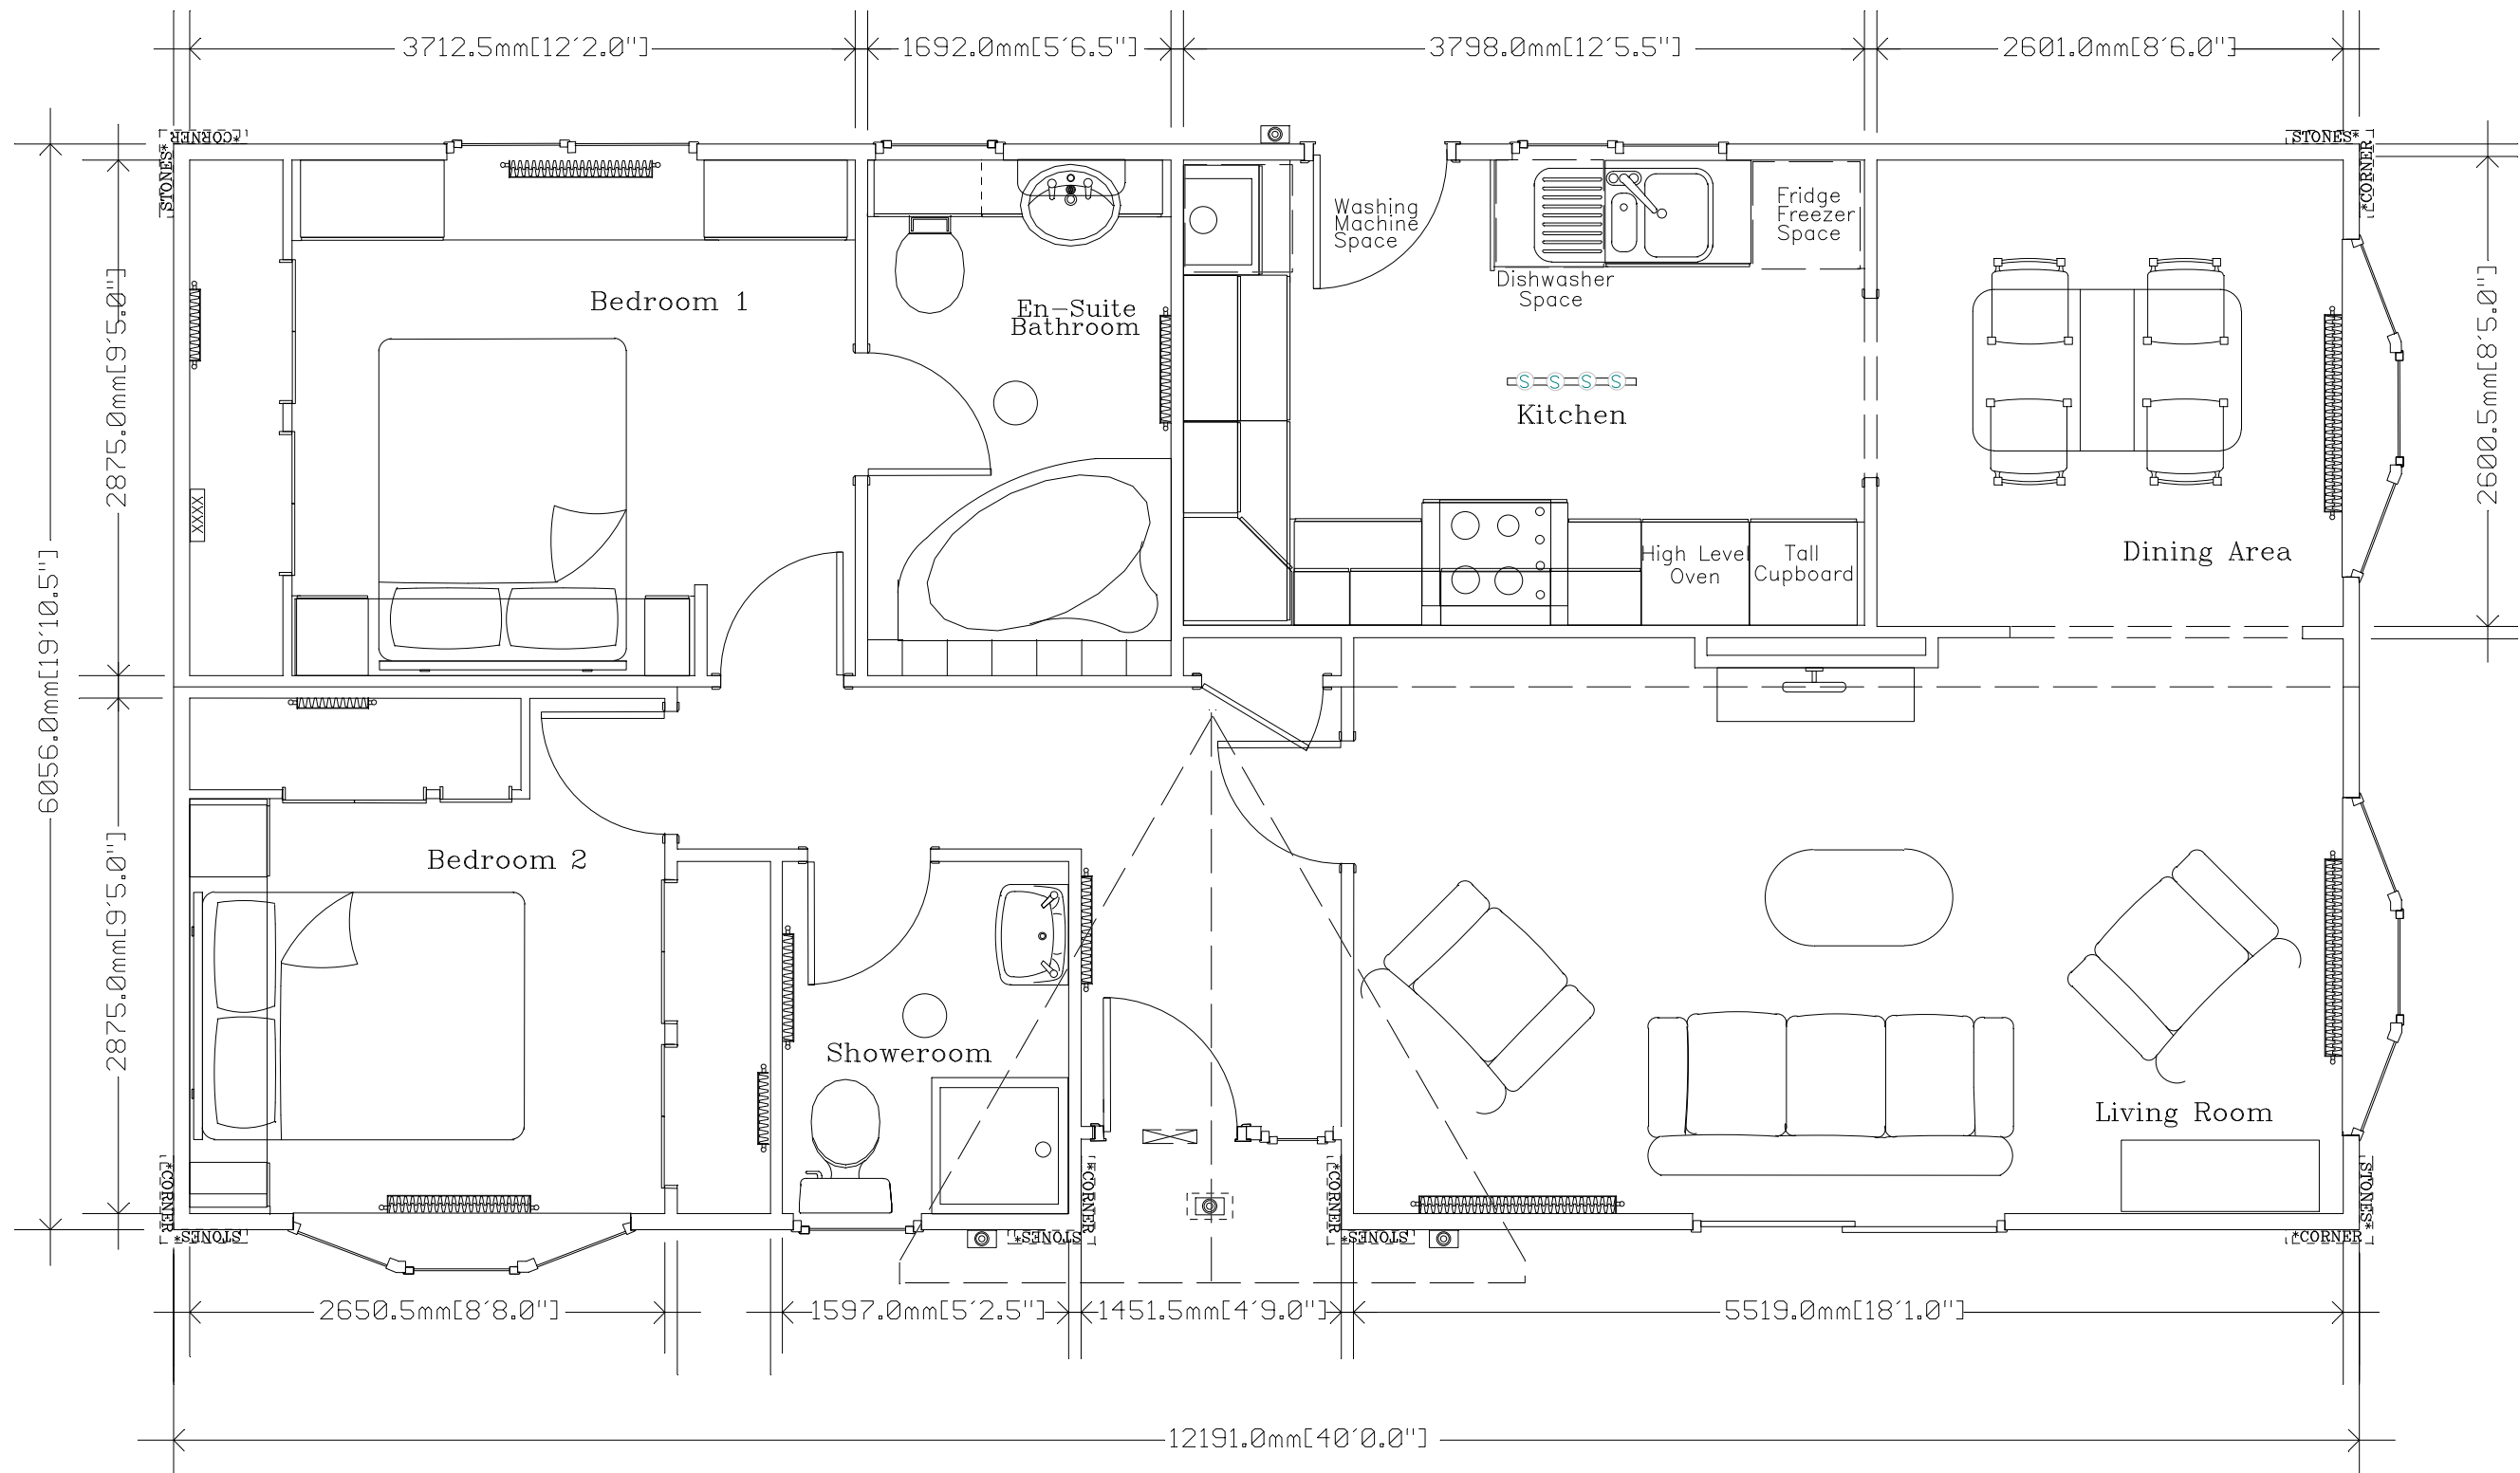 3712.5mm[12'2.0"]
1692.0mm[5'6.5"]
3798.0mm[12'5.5"]
2601.0mm[8'6.0"]
*CORNER
STONES*
STONES*
*CORNER
Washing
Machine
Space
Fridge
Freezer
Space
Dishwasher
Space
Bedroom 1
En-Suite
Bathroom
S S S S
Kitchen
XXXX
High Level
Oven
Tall
Cupboard
Dining Area
2875.0mm[9'5.0"]
2600.5mm[8'5.0"]
6056.0mm[19'10.5"]
2875.0mm[9'5.0"]
Bedroom 2
Showeroom
Living Room
*CORNER
*STONES
*CORNER
*STONES
*CORNER
*STONES
STONES*
*CORNER
2650.5mm[8'8.0"]
1597.0mm[5'2.5"]
1451.5mm[4'9.0"]
5519.0mm[18'1.0"]
12191.0mm[40'0.0"]